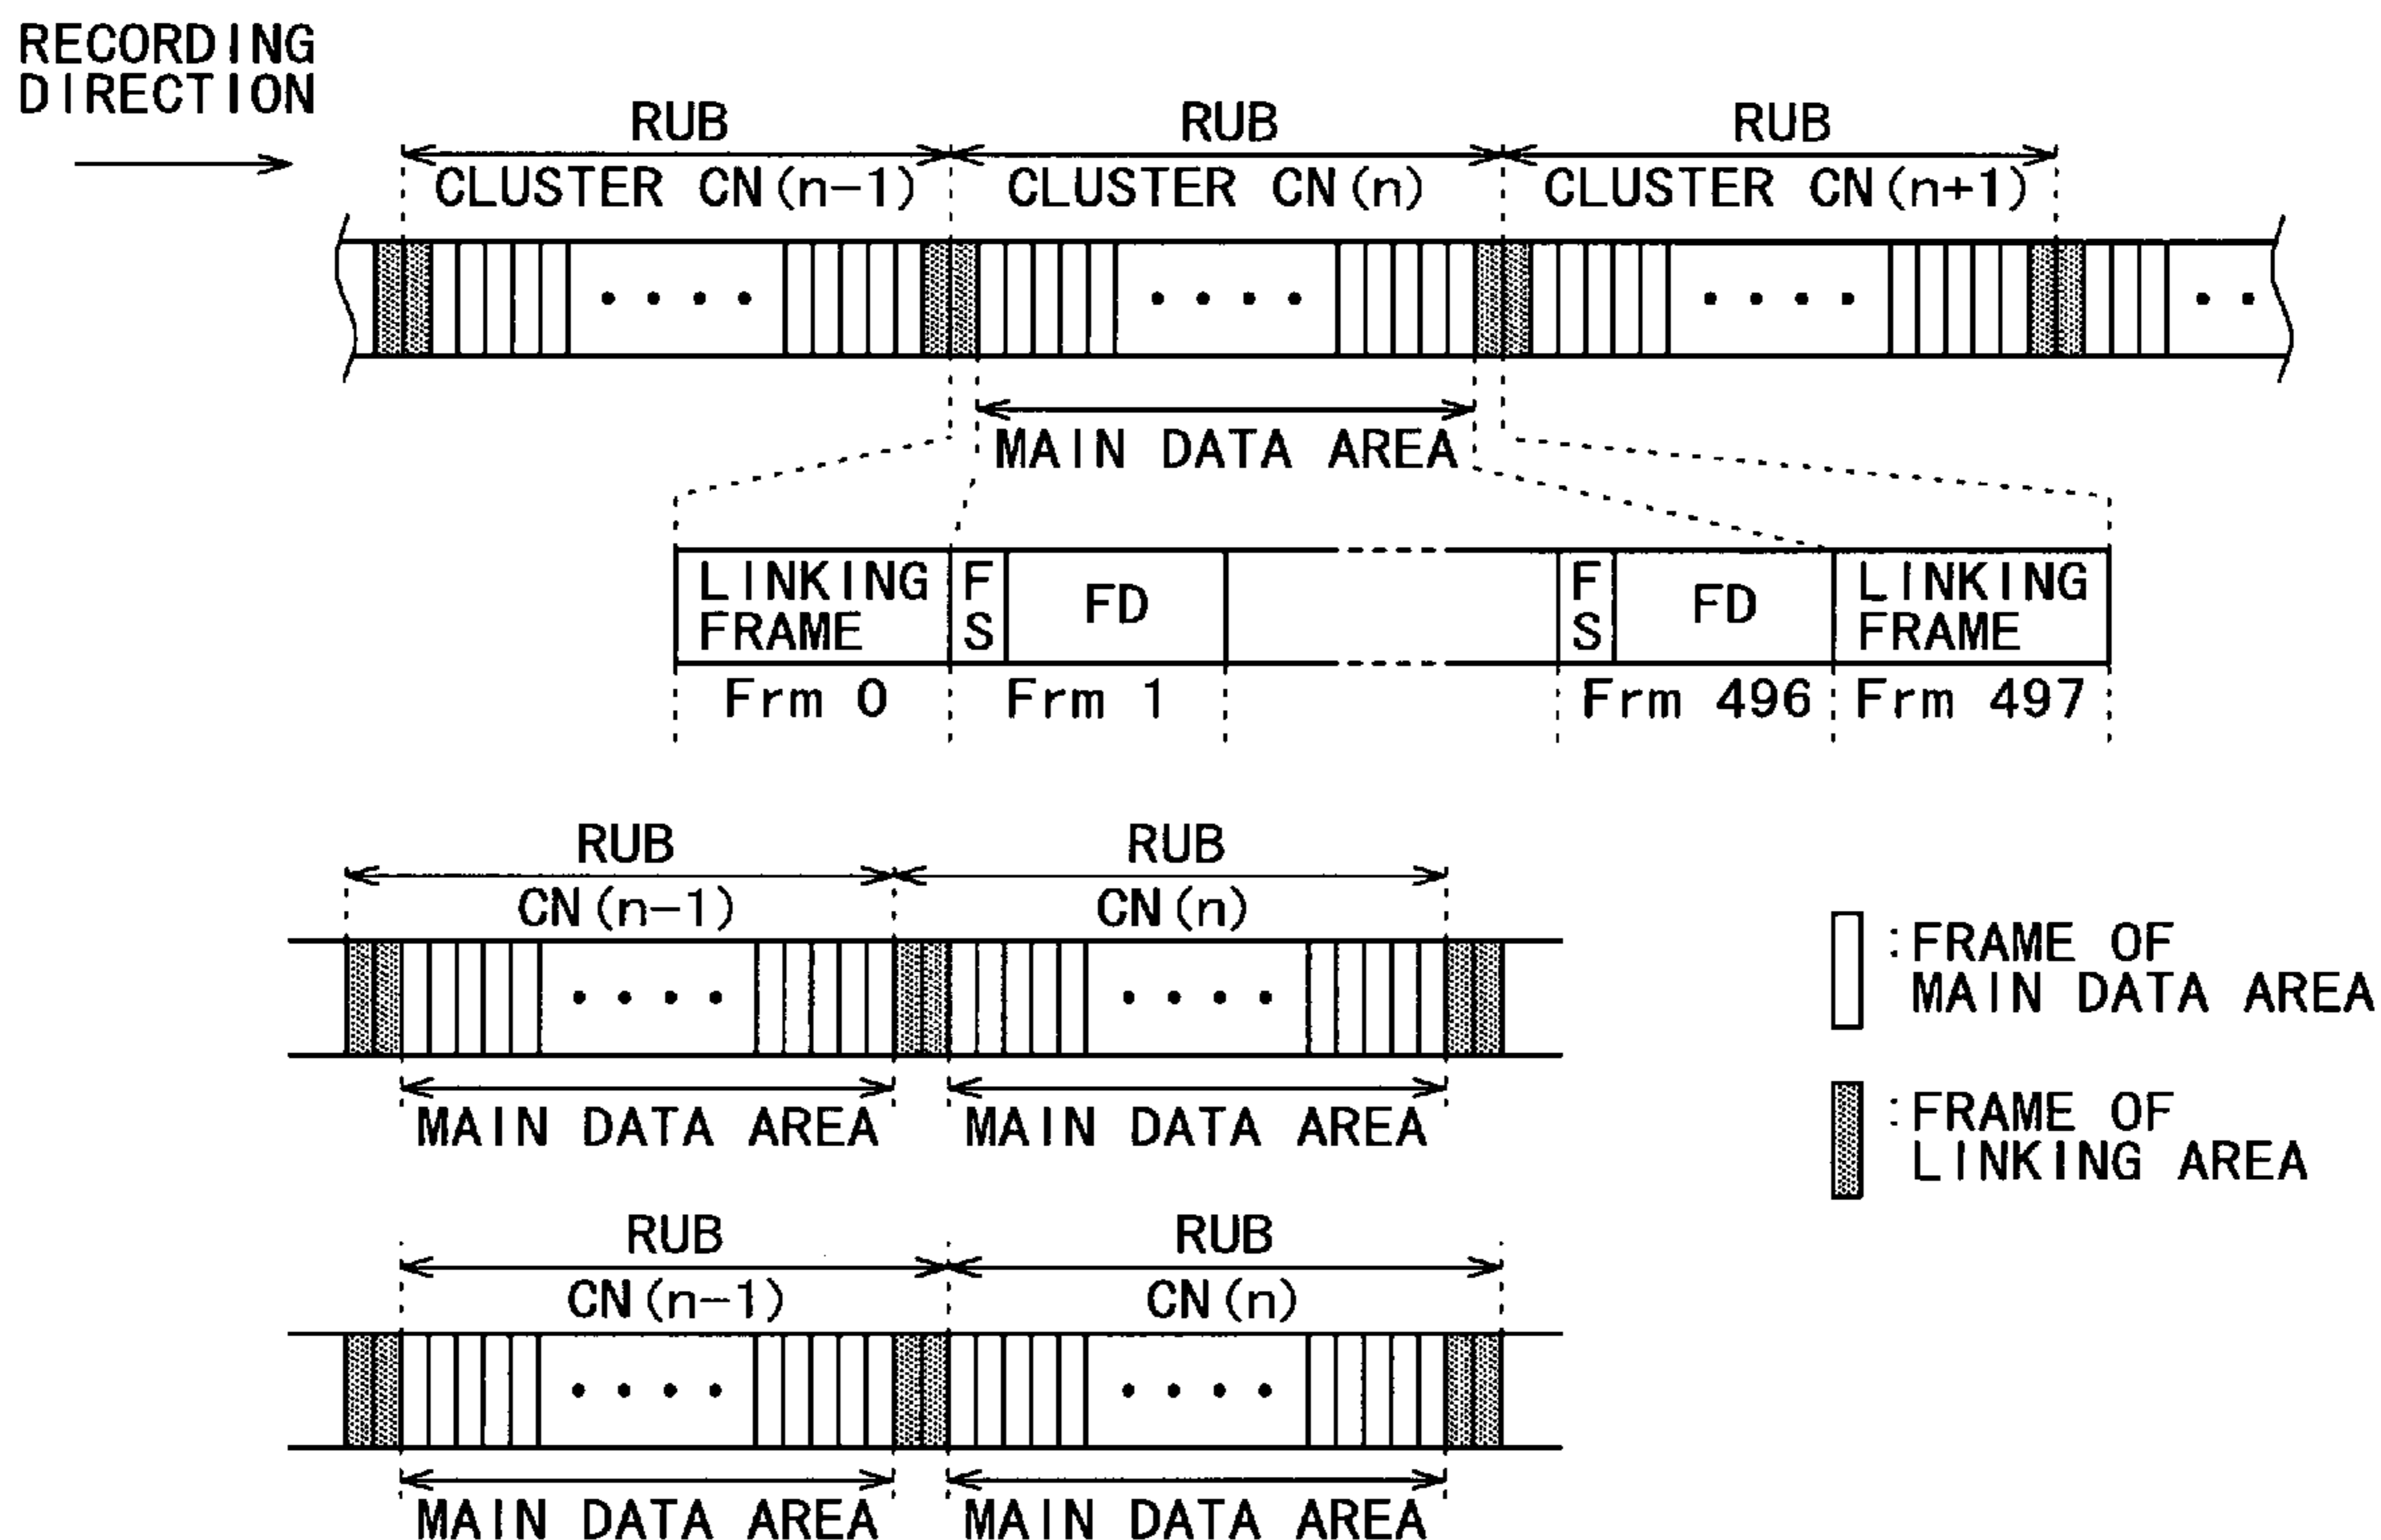 RECORDING
DIRECTION
RUB RUB RUB
CLUSTER CN(n-1) CLUSTER CN(n) CLUSTER CN(n+1)
MAIN DATA AREA
LINKING FRAME FS FD FS FD LINKING FRAME
Frm 0 Frm 1 Frm 496 Frm 497
RUB RUB
CN(n-1) CN(n)
MAIN DATA AREA MAIN DATA AREA
:FRAME OF
MAIN DATA AREA
:FRAME OF
LINKING AREA
RUB RUB
CN(n-1) CN(n)
MAIN DATA AREA MAIN DATA AREA